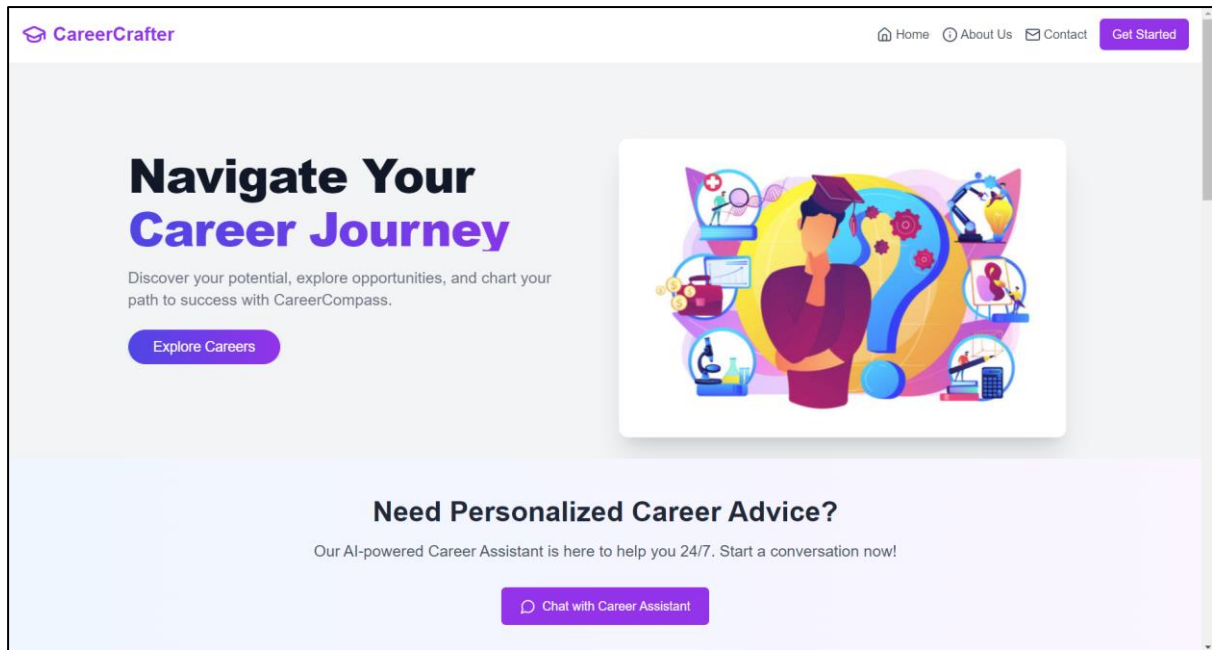 CareerCrafter
Home
About Us
Contact
Get Started
Navigate Your
Career Journey
Discover your potential, explore opportunities, and chart your
path to success with CareerCompass.
Explore Careers
Need Personalized Career Advice?
Our AI-powered Career Assistant is here to help you 24/7. Start a conversation now!
Chat with Career Assistant